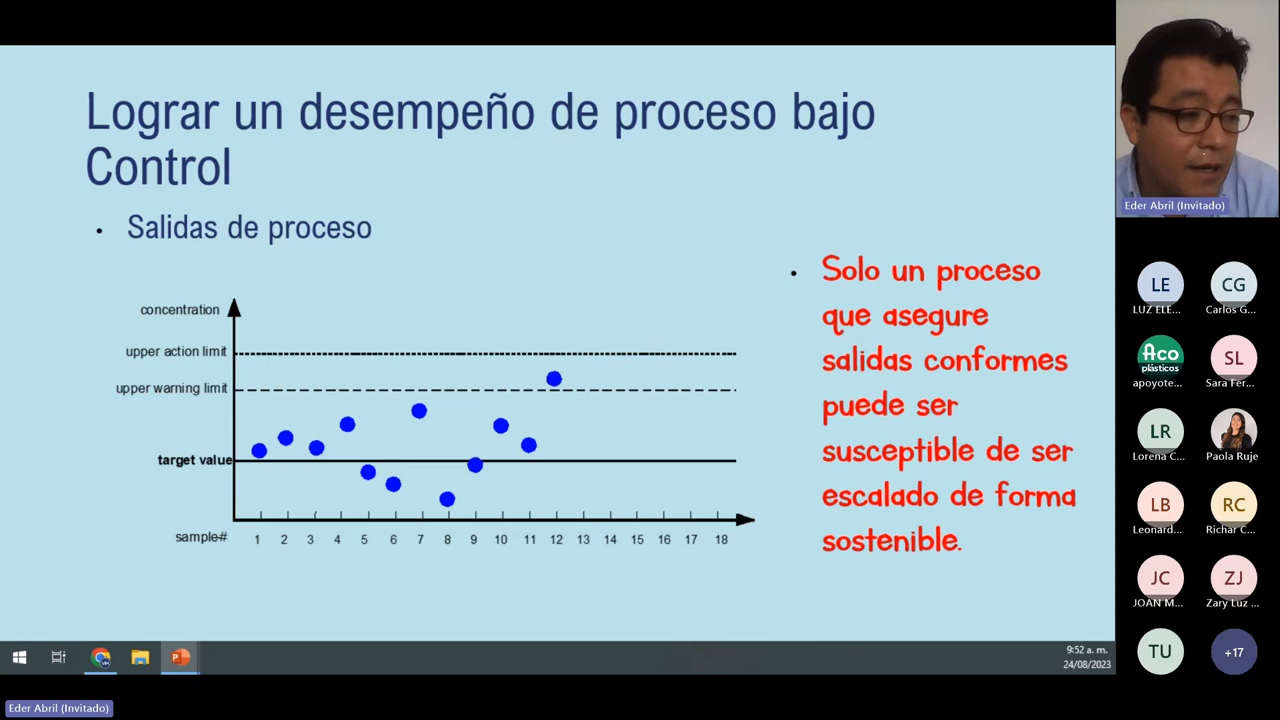 Lograr un desempeño de proceso bajo
Control
• Salidas de proceso
concentration
upper action limit
upper warning limit
target value
sample#
1 2 3 4 5 6 7 8 9 10 11 12 13 14 15 16 17 18
• Solo un proceso
que asegure
salidas conformes
puede ser
susceptible de ser
escalado de forma
sostenible.
9:52 a. m.
24/08/2023
Eder Abril (Invitado)
Eder Abril (Invitado)
LE
LUZ ELE...
CG
Carlos G...
Aco
plásticos
apoyote...
SL
Sara Fer...
LR
Lorena C...
Paola Ruje
LB
Leonard...
RC
Richar C...
JC
JOAN M...
ZJ
Zary Luz ...
TU
+17